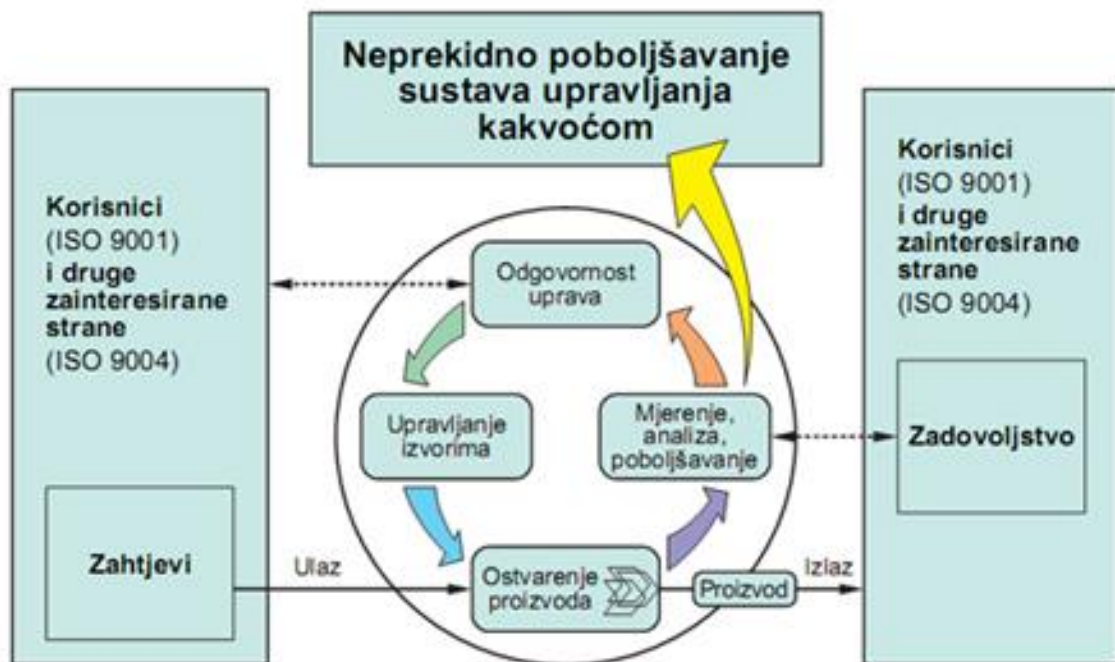 Neprekidno poboljšavanje
sustava upravljanja
kakvoćom
Korisnici
(ISO 9001)
i druge
zainteresirane
strane
(ISO 9004)
Zahtjevi
Ulaz
Odgovornost
uprava
Upravljanje
izvorima
Mjerenje,
analiza,
poboljšavanje
Ostvarenje
proizvoda
Proizvod
Izlaz
Korisnici
(ISO 9001)
i druge
zainteresirane
strane
(ISO 9004)
Zadovoljstvo